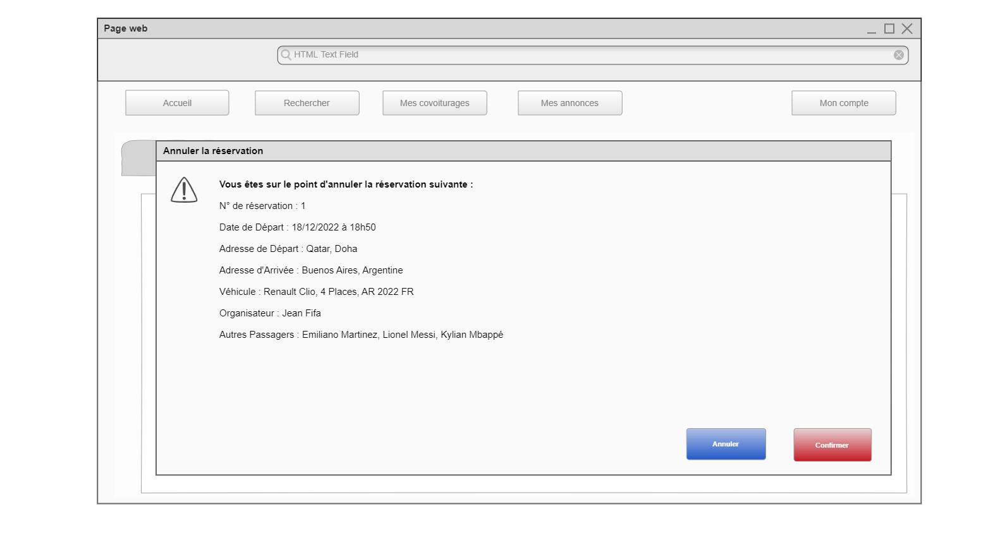 Page web
HTML Text Field
Accueil
Rechercher
Mes covoiturages
Mes annonces
Mon compte
Annuler la réservation
Vous êtes sur le point d'annuler la réservation suivante :
N° de réservation : 1
Date de Départ : 18/12/2022 à 18h50
Adresse de Départ : Qatar, Doha
Adresse d'Arrivée : Buenos Aires, Argentine
Véhicule : Renault Clio, 4 Places, AR 2022 FR
Organisateur : Jean Fifa
Autres Passagers : Emiliano Martinez, Lionel Messi, Kylian Mbappé
Annuler
Confirmer